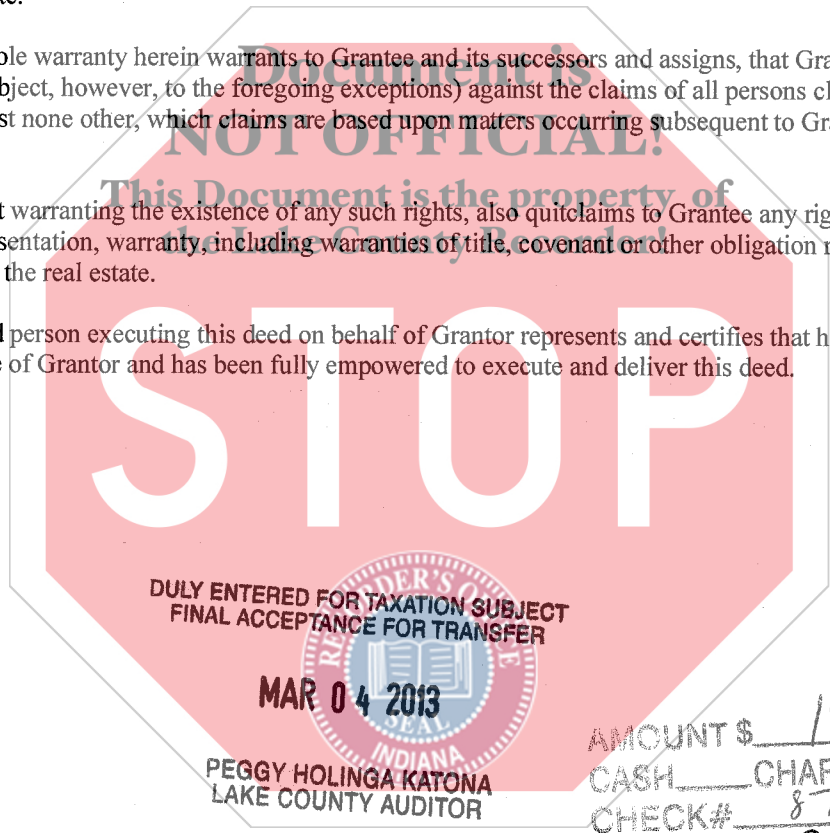 ole warranty herein warrants to Grantee and its successors and assigns, that Gra
Document is
bject, however, to the foregoing exceptions) against the claims of all persons cl
st none other, which claims are based upon matters occurring subsequent to Gr
NOT OFFICIAL!
This Document is the property of
t warranting the existence of any such rights, also quitclaims to Grantee any rig
the Lake County Recorder!
sentation, warranty, including warranties of title, covenant or other obligation r
the real estate.
d person executing this deed on behalf of Grantor represents and certifies that h
e of Grantor and has been fully empowered to execute and deliver this deed.
STOP
DULY ENTERED FOR TAXATION SUBJECT
FINAL ACCEPTANCE FOR TRANSFER
RECORDER'S OFFICE
MAR 04 2013
SEAL
INDIANA
PEGGY HOLINGA KATONA
LAKE COUNTY AUDITOR
AMOUNT $
CASH CHAR
CHECK# 8